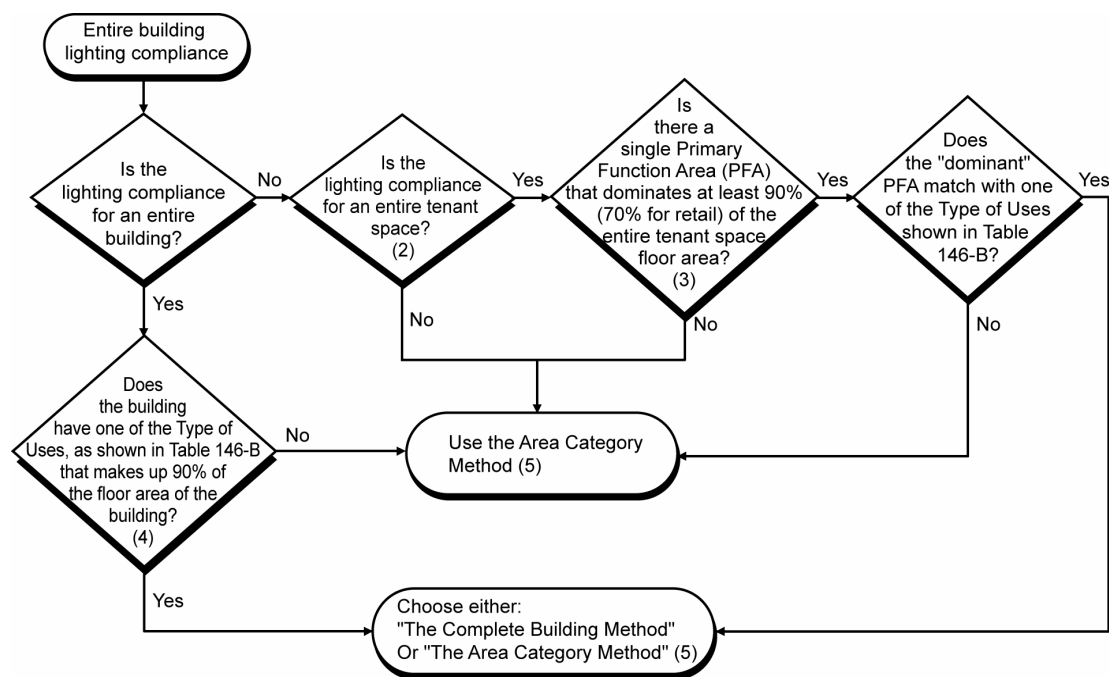 Entire building
lighting compliance
Is the
lighting compliance
for an entire
building?
No
Is the
lighting compliance
for an entire tenant
space?
(2)
Yes
Is
there a
single Primary
Function Area (PFA)
that dominates at least 90%
(70% for retail) of the
entire tenant space
floor area?
(3)
Yes
Does
the "dominant"
PFA match with one
of the Type of Uses
shown in Table
146-B?
Yes
Yes
No
No
No
Does
the building
have one of the Type of
Uses, as shown in Table 146-B
that makes up 90% of
the floor area of the
building?
(4)
No
Use the Area Category
Method (5)
Yes
Choose either:
"The Complete Building Method"
Or "The Area Category Method" (5)